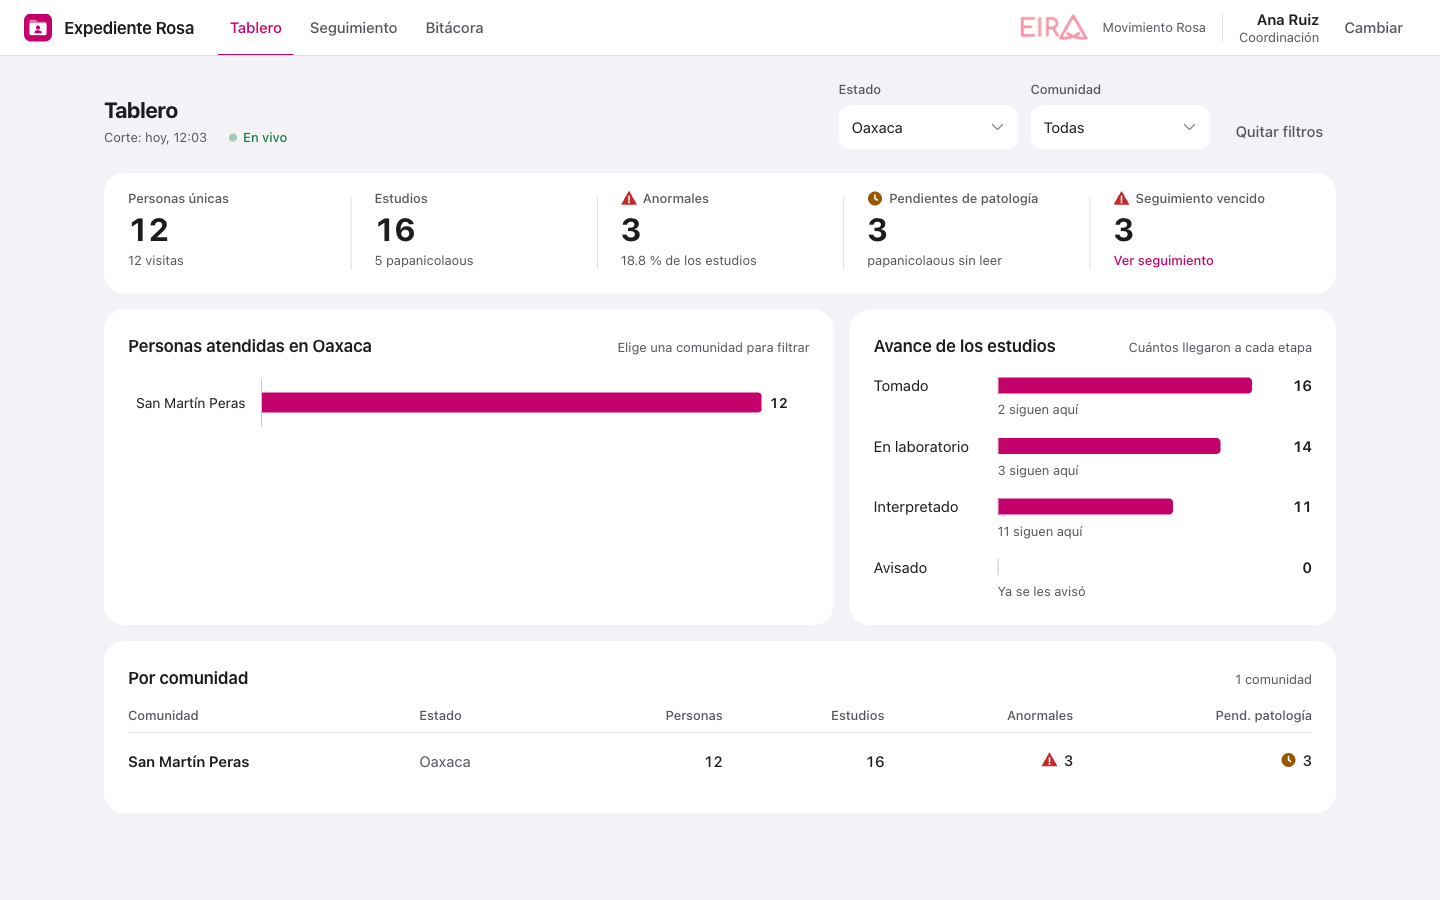 Expediente Rosa
Tablero
Seguimiento
Bitácora
EIRA
Movimiento Rosa
Ana Ruiz
Coordinación
Cambiar
Tablero
Corte: hoy, 12:03
En vivo
Estado
Oaxaca
Comunidad
Todas
Quitar filtros
Personas únicas
12
12 visitas
Estudios
16
5 papanicolaous
Anormales
3
18.8 % de los estudios
Pendientes de patología
3
papanicolaous sin leer
Seguimiento vencido
3
Ver seguimiento
Personas atendidas en Oaxaca
Elige una comunidad para filtrar
San Martín Peras 12
Avance de los estudios
Cuántos llegaron a cada etapa
Tomado 16
2 siguen aquí
En laboratorio 14
3 siguen aquí
Interpretado 11
11 siguen aquí
Avisado 0
Ya se les avisó
Por comunidad
1 comunidad
Comunidad Estado Personas Estudios Anormales Pend. patología
San Martín Peras Oaxaca 12 16 3 3